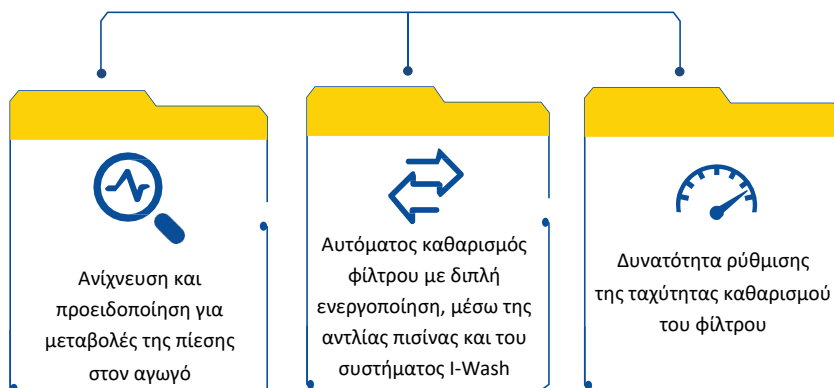 Ανίχνευση και
προειδοποίηση για
μεταβολές της πίεσης
στον αγωγό
Αυτόματος καθαρισμός
φίλτρου με διπλή
ενεργοποίηση, μέσω της
αντλίας πισίνας και του
συστήματος I-Wash
Δυνατότητα ρύθμισης
της ταχύτητας καθαρισμού
του φίλτρου